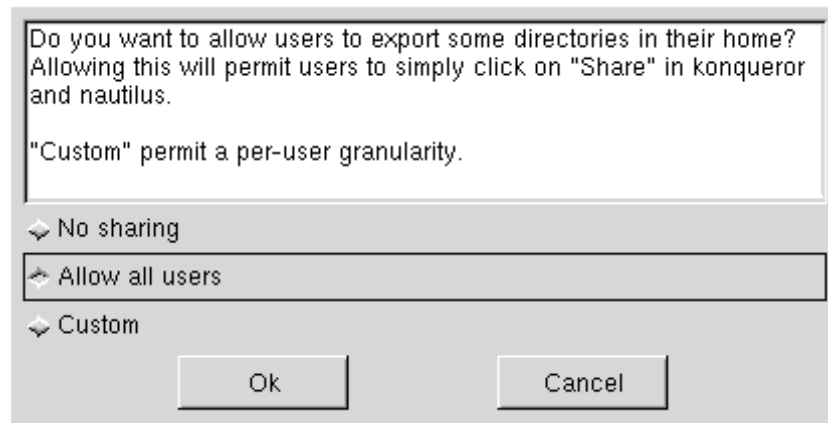 Do you want to allow users to export some directories in their home?
Allowing this will permit users to simply click on "Share" in konqueror
and nautilus.
"Custom" permit a per-user granularity.
No sharing
Allow all users
Custom
Ok
Cancel